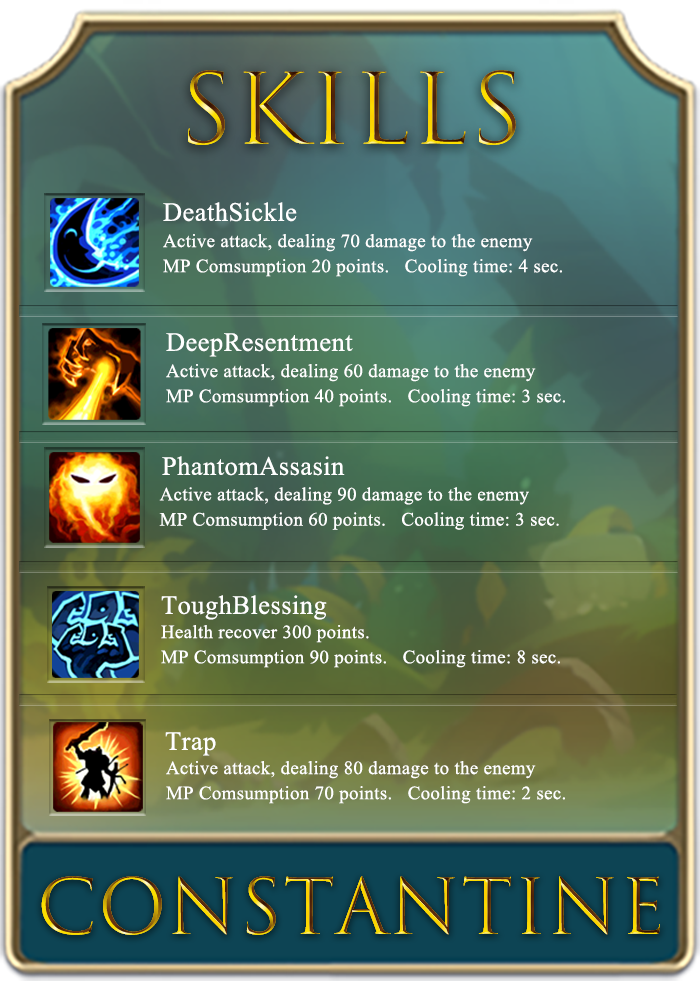 SKILLS
DeathSickle
Active attack, dealing 70 damage to the enemy
MP Comsumption 20 points. Cooling time: 4 sec.
DeepResentment
Active attack, dealing 60 damage to the enemy
MP Comsumption 40 points. Cooling time: 3 sec.
PhantomAssasin
Active attack, dealing 90 damage to the enemy
MP Comsumption 60 points. Cooling time: 3 sec.
ToughBlessing
Health recover 300 points.
MP Comsumption 90 points. Cooling time: 8 sec.
Trap
Active attack, dealing 80 damage to the enemy
MP Comsumption 70 points. Cooling time: 2 sec.
CONSTANTINE